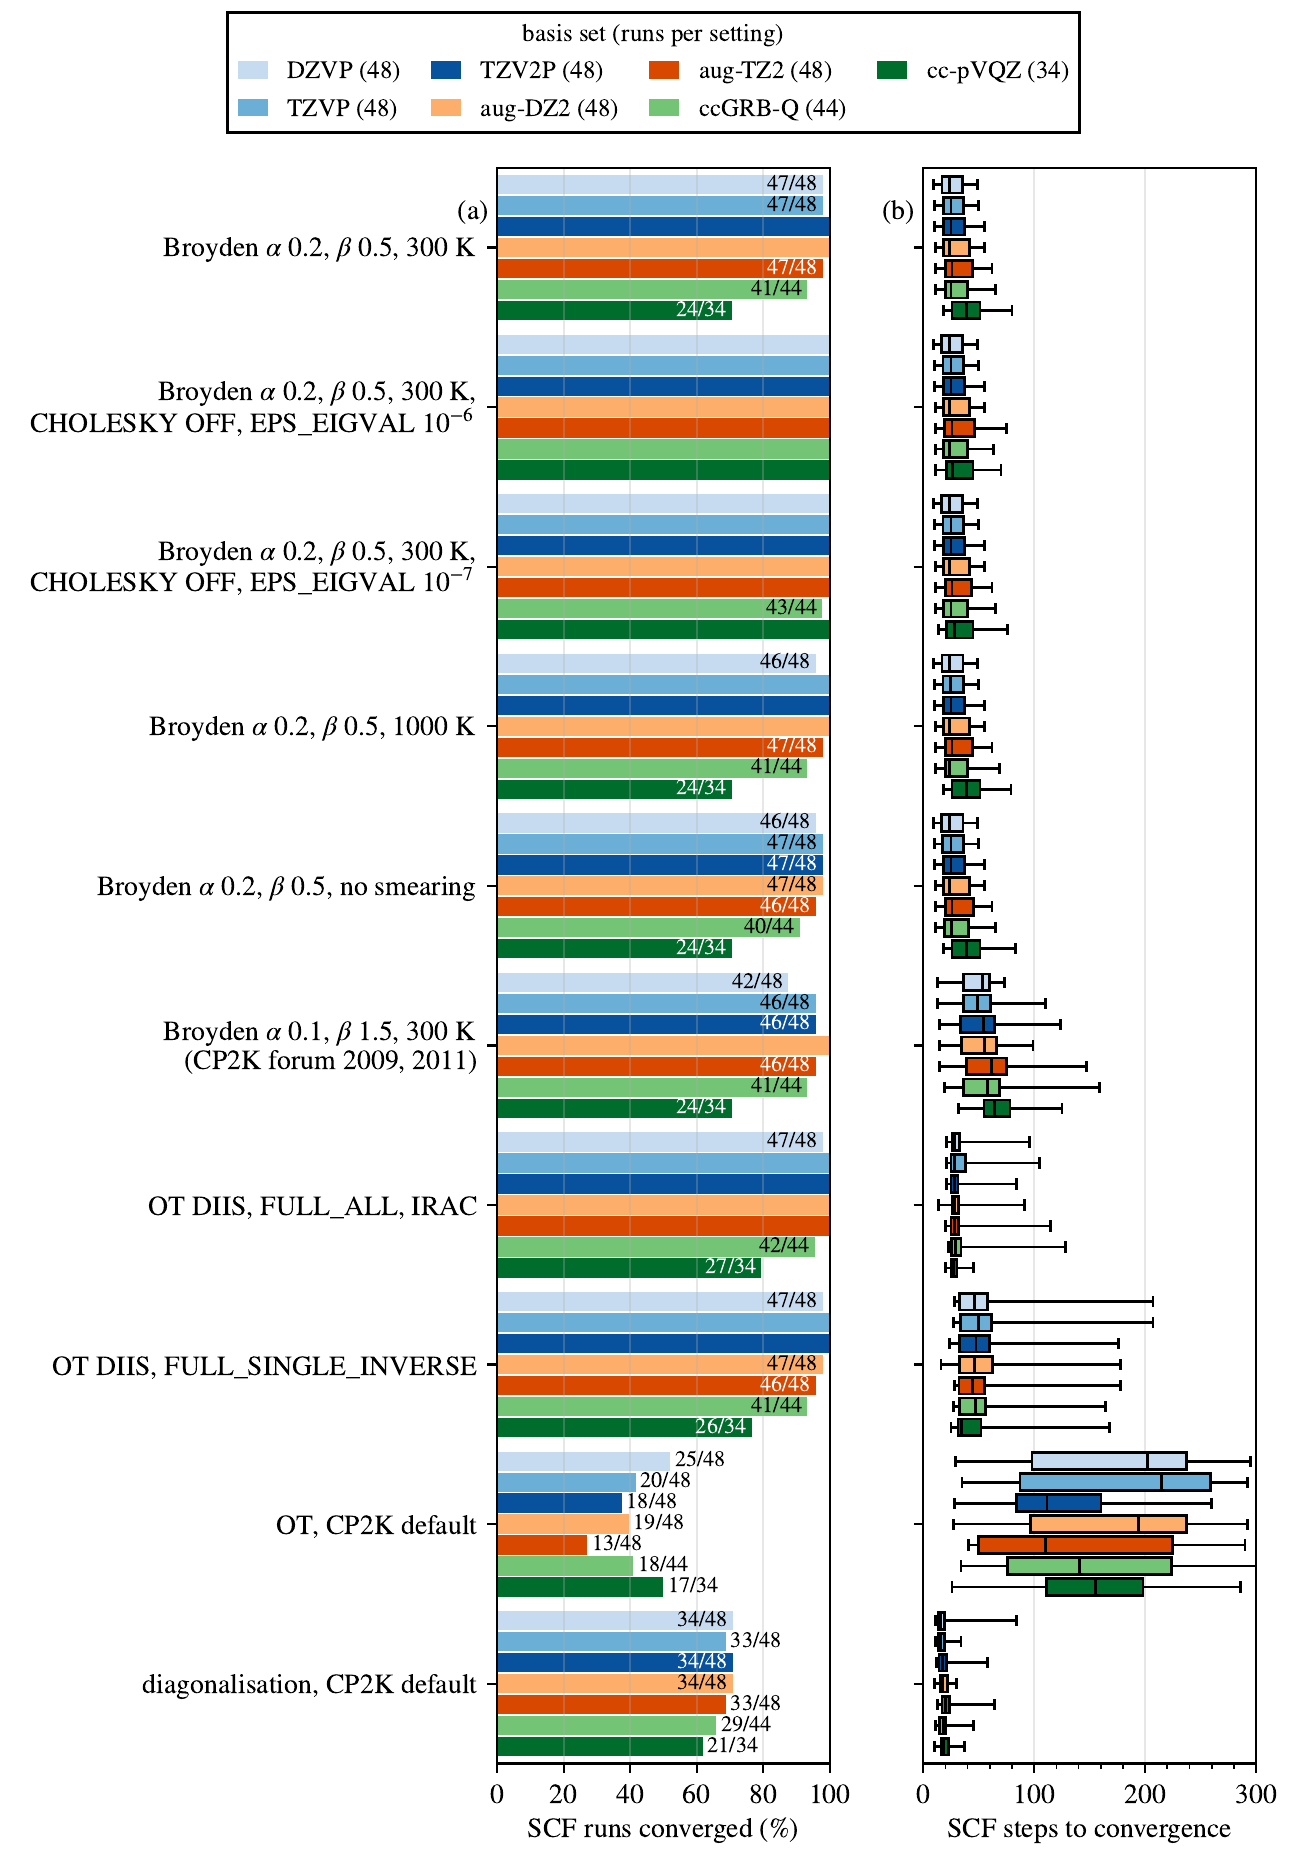 basis set (runs per setting)
DZVP (48)
TZV2P (48)
aug-TZ2 (48)
cc-pVQZ (34)
TZVP (48)
aug-DZ2 (48)
ccGRB-Q (44)
(a)
Broyden α 0.2, β 0.5, 300 K
47/48
47/48
47/48
41/44
24/34
Broyden α 0.2, β 0.5, 300 K,
CHOLESKY OFF, EPS_EIGVAL 10⁻⁶
Broyden α 0.2, β 0.5, 300 K,
CHOLESKY OFF, EPS_EIGVAL 10⁻⁷
43/44
Broyden α 0.2, β 0.5, 1000 K
46/48
47/48
41/44
24/34
Broyden α 0.2, β 0.5, no smearing
46/48
47/48
47/48
47/48
46/48
40/44
24/34
Broyden α 0.1, β 1.5, 300 K
(CP2K forum 2009, 2011)
42/48
46/48
46/48
46/48
41/44
24/34
OT DIIS, FULL_ALL, IRAC
47/48
42/44
27/34
OT DIIS, FULL_SINGLE_INVERSE
47/48
47/48
46/48
41/44
26/34
OT, CP2K default
25/48
20/48
18/48
19/48
13/48
18/44
17/34
diagonalisation, CP2K default
34/48
33/48
34/48
34/48
33/48
29/44
21/34
0 20 40 60 80 100
SCF runs converged (%)
(b)
0 100 200 300
SCF steps to convergence